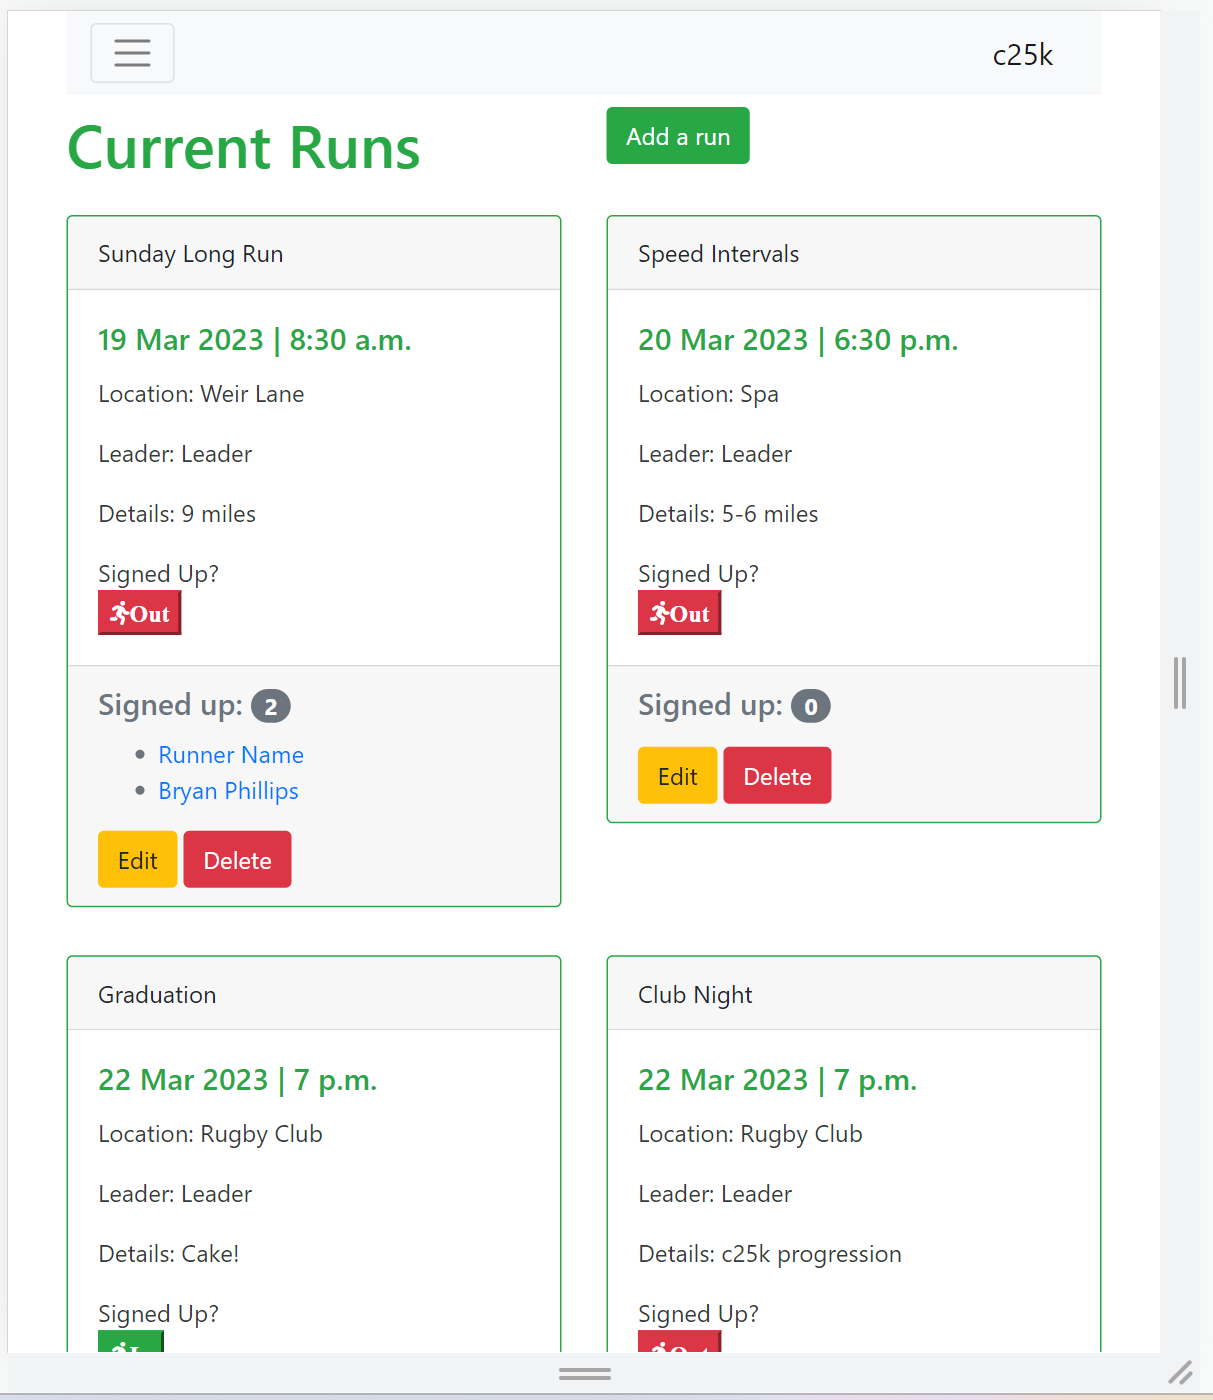 c25k
Current Runs
Add a run
Sunday Long Run
19 Mar 2023 | 8:30 a.m.
Location: Weir Lane
Leader: Leader
Details: 9 miles
Signed Up?
Out
Signed up: 2
Runner Name
Bryan Phillips
Edit Delete
Speed Intervals
20 Mar 2023 | 6:30 p.m.
Location: Spa
Leader: Leader
Details: 5-6 miles
Signed Up?
Out
Signed up: 0
Edit Delete
Graduation
22 Mar 2023 | 7 p.m.
Location: Rugby Club
Leader: Leader
Details: Cake!
Signed Up?
Club Night
22 Mar 2023 | 7 p.m.
Location: Rugby Club
Leader: Leader
Details: c25k progression
Signed Up?